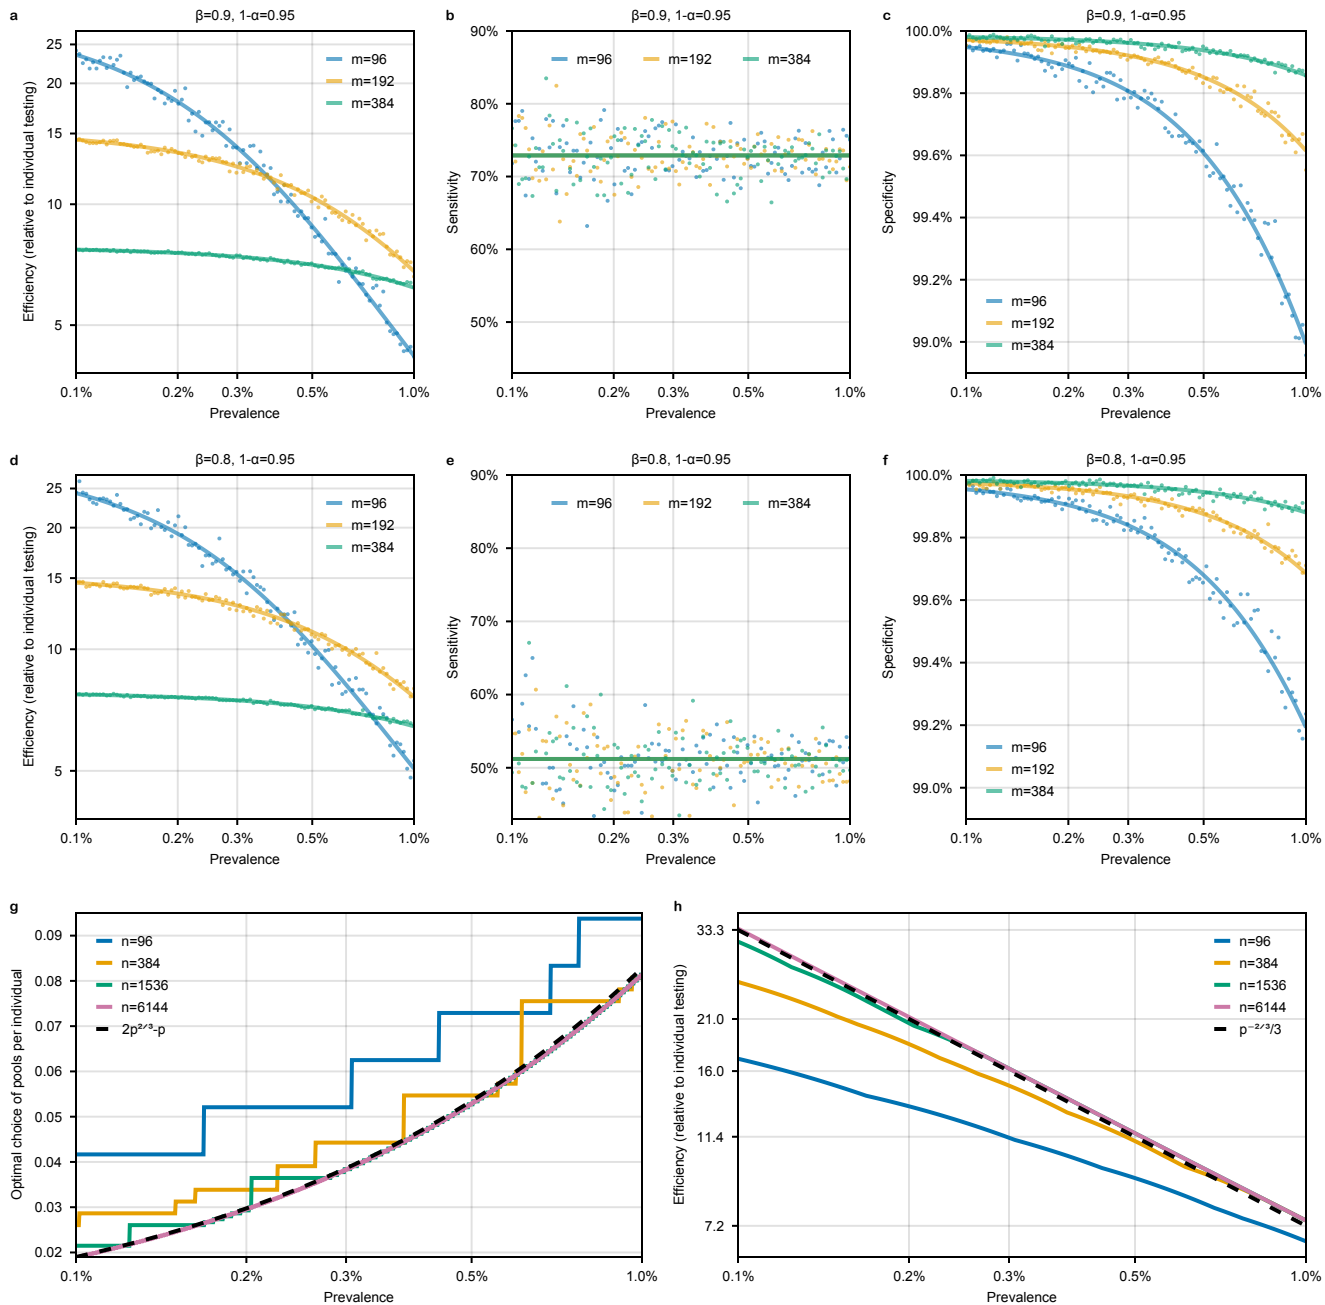 a
β=0.9, 1-α=0.95
25
20
15
10
5
Efficiency (relative to individual testing)
m=96
m=192
m=384
0.1%
0.2%
0.3%
0.5%
1.0%
Prevalence
b
β=0.9, 1-α=0.95
90%
80%
70%
60%
50%
Sensitivity
m=96
m=192
m=384
0.1%
0.2%
0.3%
0.5%
1.0%
Prevalence
c
β=0.9, 1-α=0.95
100.0%
99.8%
99.6%
99.4%
99.2%
99.0%
Specificity
m=96
m=192
m=384
0.1%
0.2%
0.3%
0.5%
1.0%
Prevalence
d
β=0.8, 1-α=0.95
25
20
15
10
5
Efficiency (relative to individual testing)
m=96
m=192
m=384
0.1%
0.2%
0.3%
0.5%
1.0%
Prevalence
e
β=0.8, 1-α=0.95
90%
80%
70%
60%
50%
Sensitivity
m=96
m=192
m=384
0.1%
0.2%
0.3%
0.5%
1.0%
Prevalence
f
β=0.8, 1-α=0.95
100.0%
99.8%
99.6%
99.4%
99.2%
99.0%
Specificity
m=96
m=192
m=384
0.1%
0.2%
0.3%
0.5%
1.0%
Prevalence
g
0.09
0.08
0.07
0.06
0.05
0.04
0.03
0.02
Optimal choice of pools per individual
n=96
n=384
n=1536
n=6144
2p²ᐟ³-p
0.1%
0.2%
0.3%
0.5%
1.0%
Prevalence
h
33.3
21.0
16.0
11.4
7.2
Efficiency (relative to individual testing)
n=96
n=384
n=1536
n=6144
p⁻²ᐟ³/3
0.1%
0.2%
0.3%
0.5%
1.0%
Prevalence